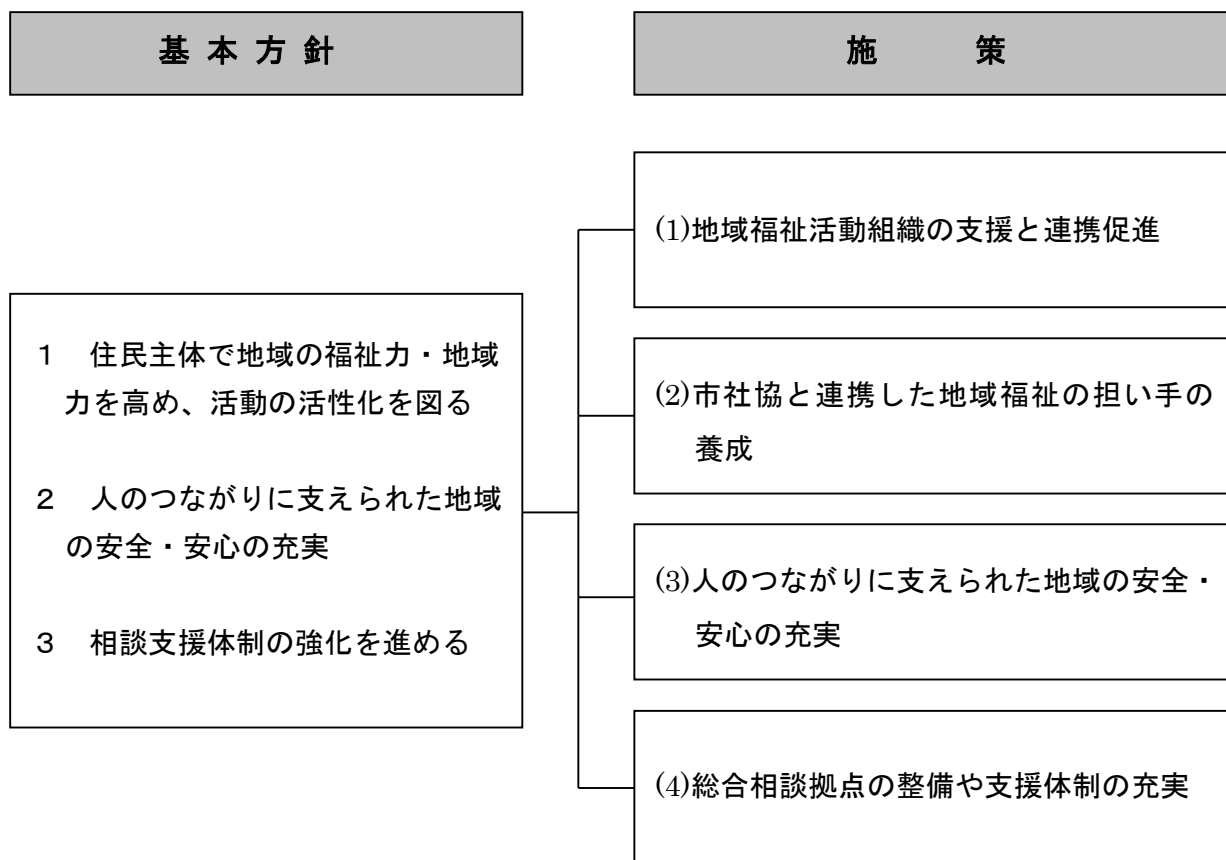 基 本 方 針
施 策
１ 住民主体で地域の福祉力・地域
力を高め、活動の活性化を図る
２ 人のつながりに支えられた地域
の安全・安心の充実
３ 相談支援体制の強化を進める
(1)地域福祉活動組織の支援と連携促進
(2)市社協と連携した地域福祉の担い手の
養成
(3)人のつながりに支えられた地域の安全・
安心の充実
(4)総合相談拠点の整備や支援体制の充実